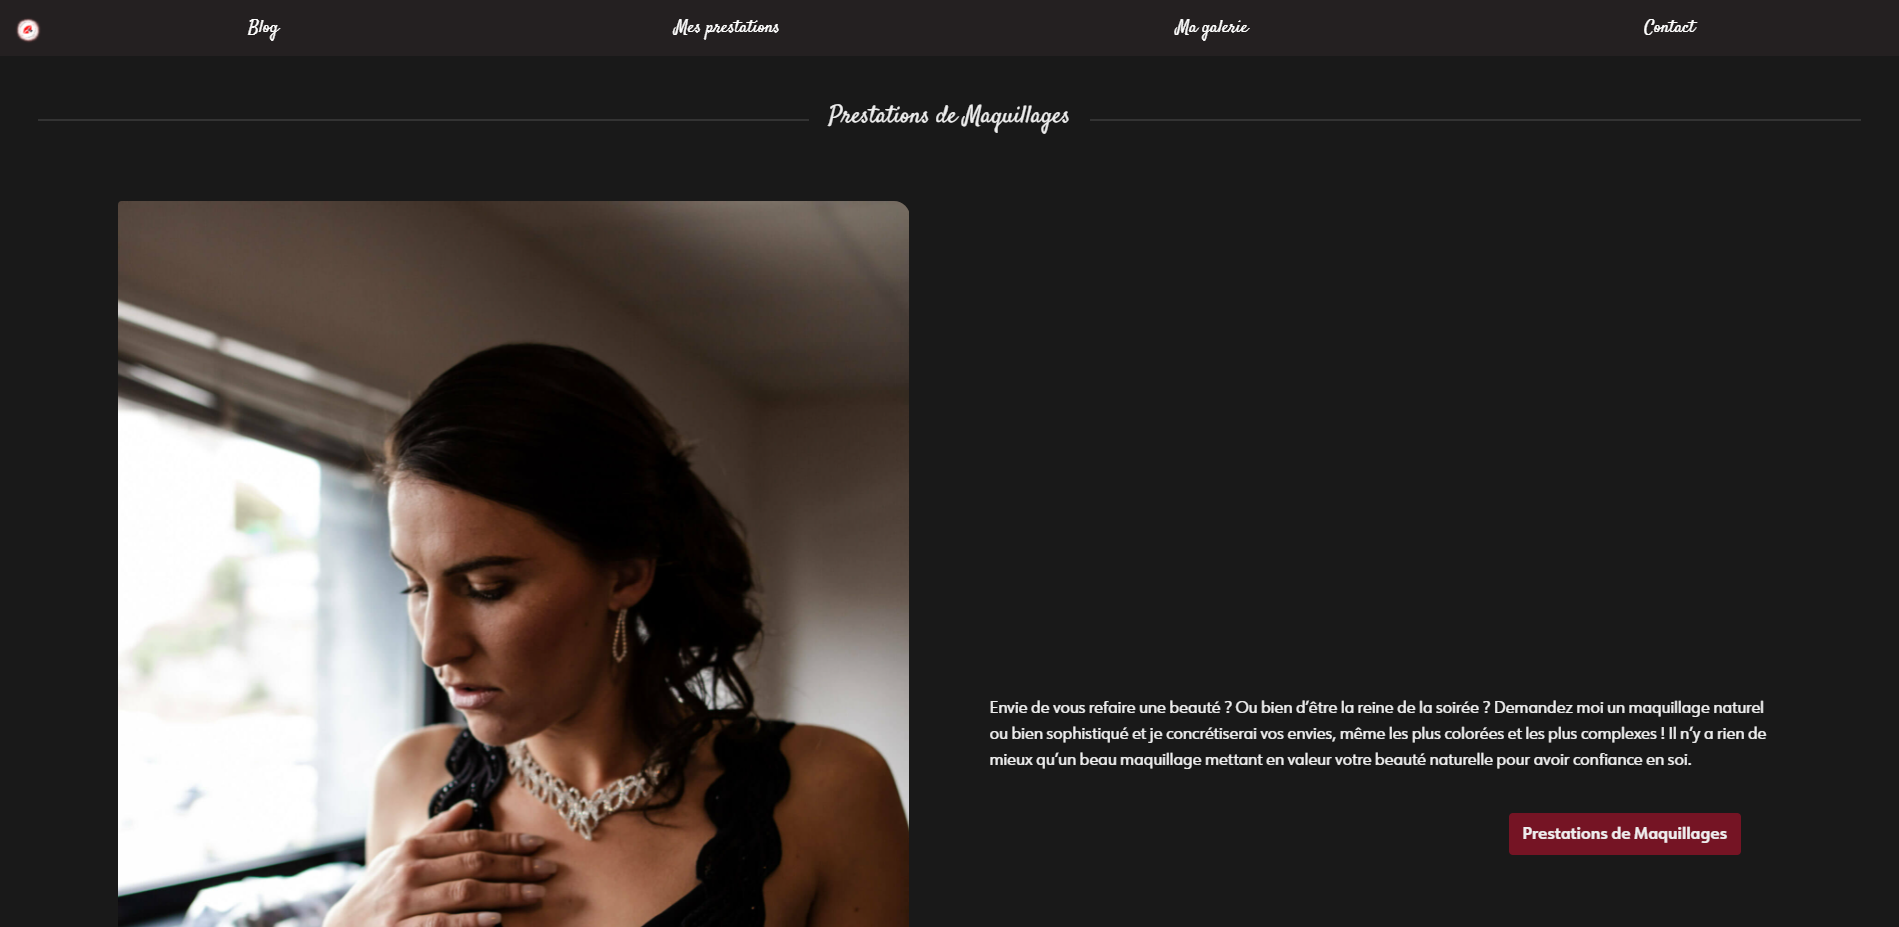 Blog
Mes prestations
Ma galerie
Contact
Prestations de Maquillages
Envie de vous refaire une beauté ? Ou bien d’être la reine de la soirée ? Demandez moi un maquillage naturel
ou bien sophistiqué et je concrétiserai vos envies, même les plus colorées et les plus complexes ! Il n’y a rien de
mieux qu’un beau maquillage mettant en valeur votre beauté naturelle pour avoir confiance en soi.
Prestations de Maquillages